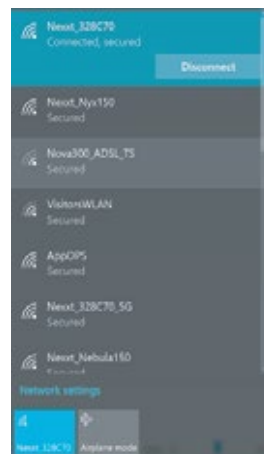 Nexxt_328C70
Connected, secured
Disconnect
Nexxt_Nyx150
Secured
Nova300_ADSL_TS
Secured
VisitorsWLAN
Secured
AppOPS
Secured
Nexxt_328C70_5G
Secured
Nexxt_Nebula150
Secured
Network settings
Nexxt_328C70
Airplane mode